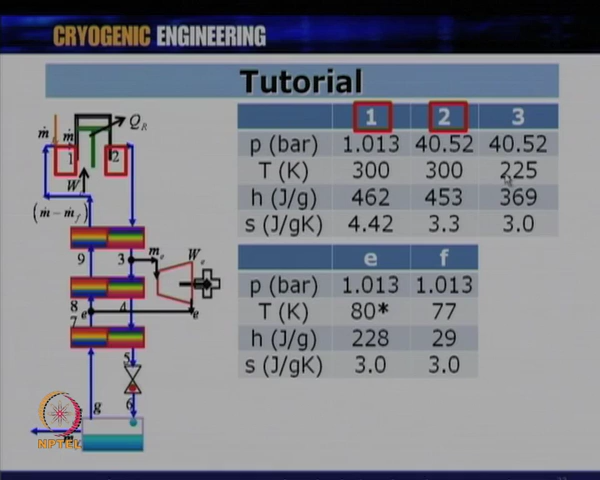 CRYOGENIC ENGINEERING
Tutorial
1 2 3
p (bar) 1.013 40.52 40.52
T (K) 300 300 225
h (J/g) 462 453 369
s (J/gK) 4.42 3.3 3.0
e f
p (bar) 1.013 1.013
T (K) 80* 77
h (J/g) 228 29
s (J/gK) 3.0 3.0
Q_R
ṁ ṁ
1 2
W
(ṁ − ṁ_f)
9 3 ṁ_e W_e
8 4
e e
7
5
g 6
NPTEL